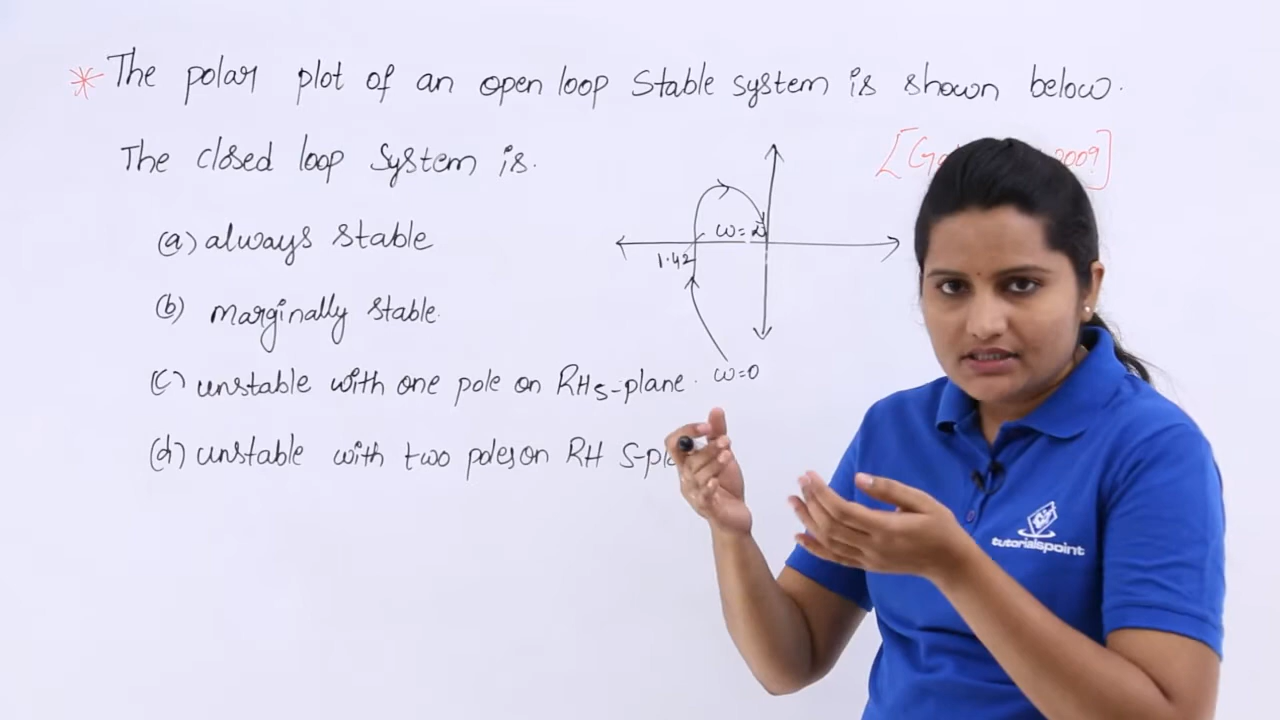 * The polar plot of an open loop stable system is shown below.
The closed loop system is.
2009]
(a) always stable
ω=∞
1.42
(b) marginally stable.
(c) unstable with one pole on RHS-plane.
ω=0
(d) unstable with two poles on RH
tutorialspoint